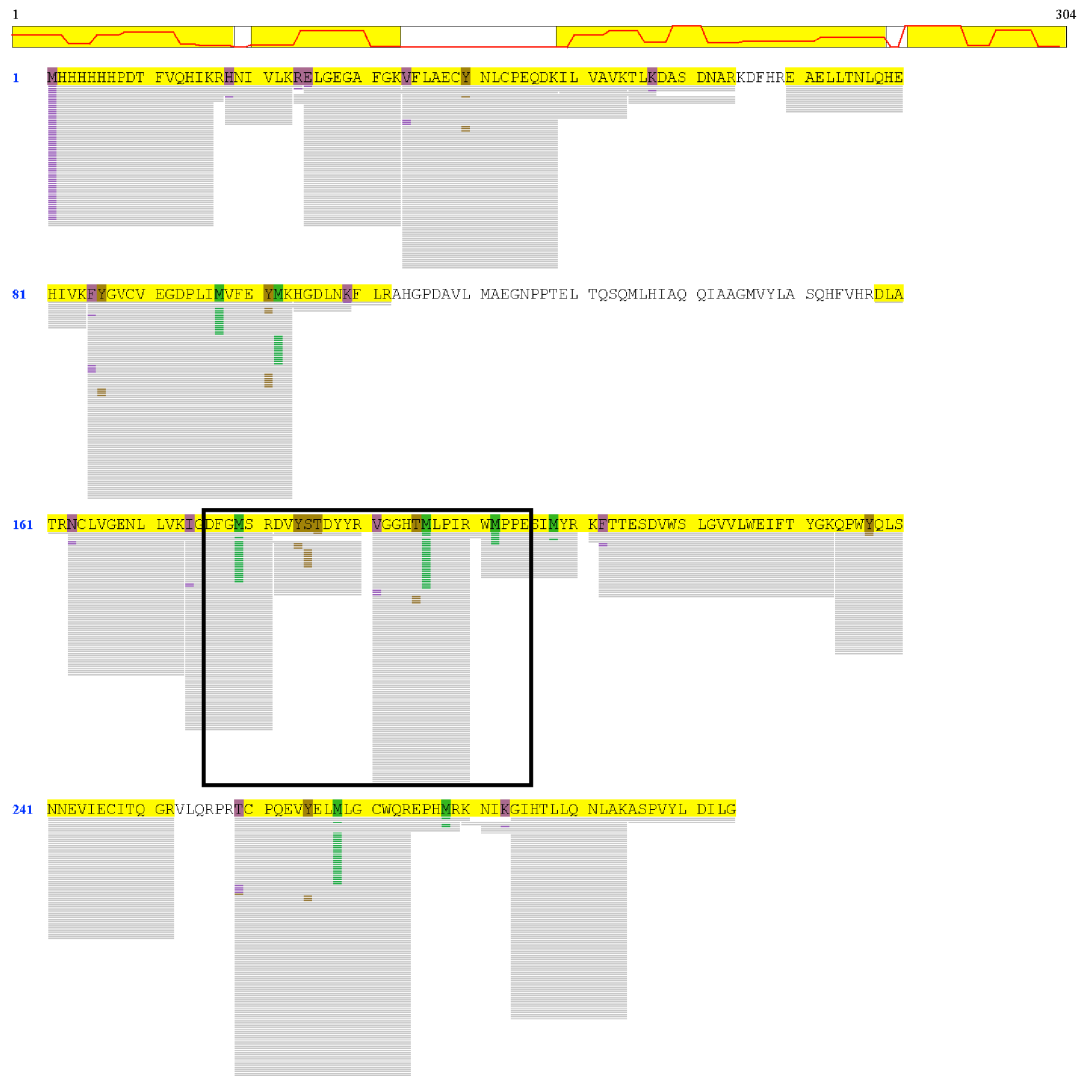 1 304
1 MHHHHHHPDT FVQHIKRHNI VLKRELGEGA FGKVFLAECY NLCPEQDKIL VAVKTLKDAS DNARKDFHRE AELLTNLQHE
81 HIVKFYGVCV EGDPLIMVFE YMKHGDLNKF LRAHGPDAVL MAEGNPPTEL TQSQMLHIAQ QIAAGMVYLA SQHFVHRDLA
161 TRNCLVGENL LVKIGDFGMS RDVYSTDYYR VGGHTMLPIR WMPPESIMYR KFTTESDVWS LGVVLWEIFT YGKQPWYQLS
241 NNEVIECITQ GRVLQRPRTC PQEVYELMLG CWQREPHMRK NIKGIHTLLQ NLAKASPVYL DILG